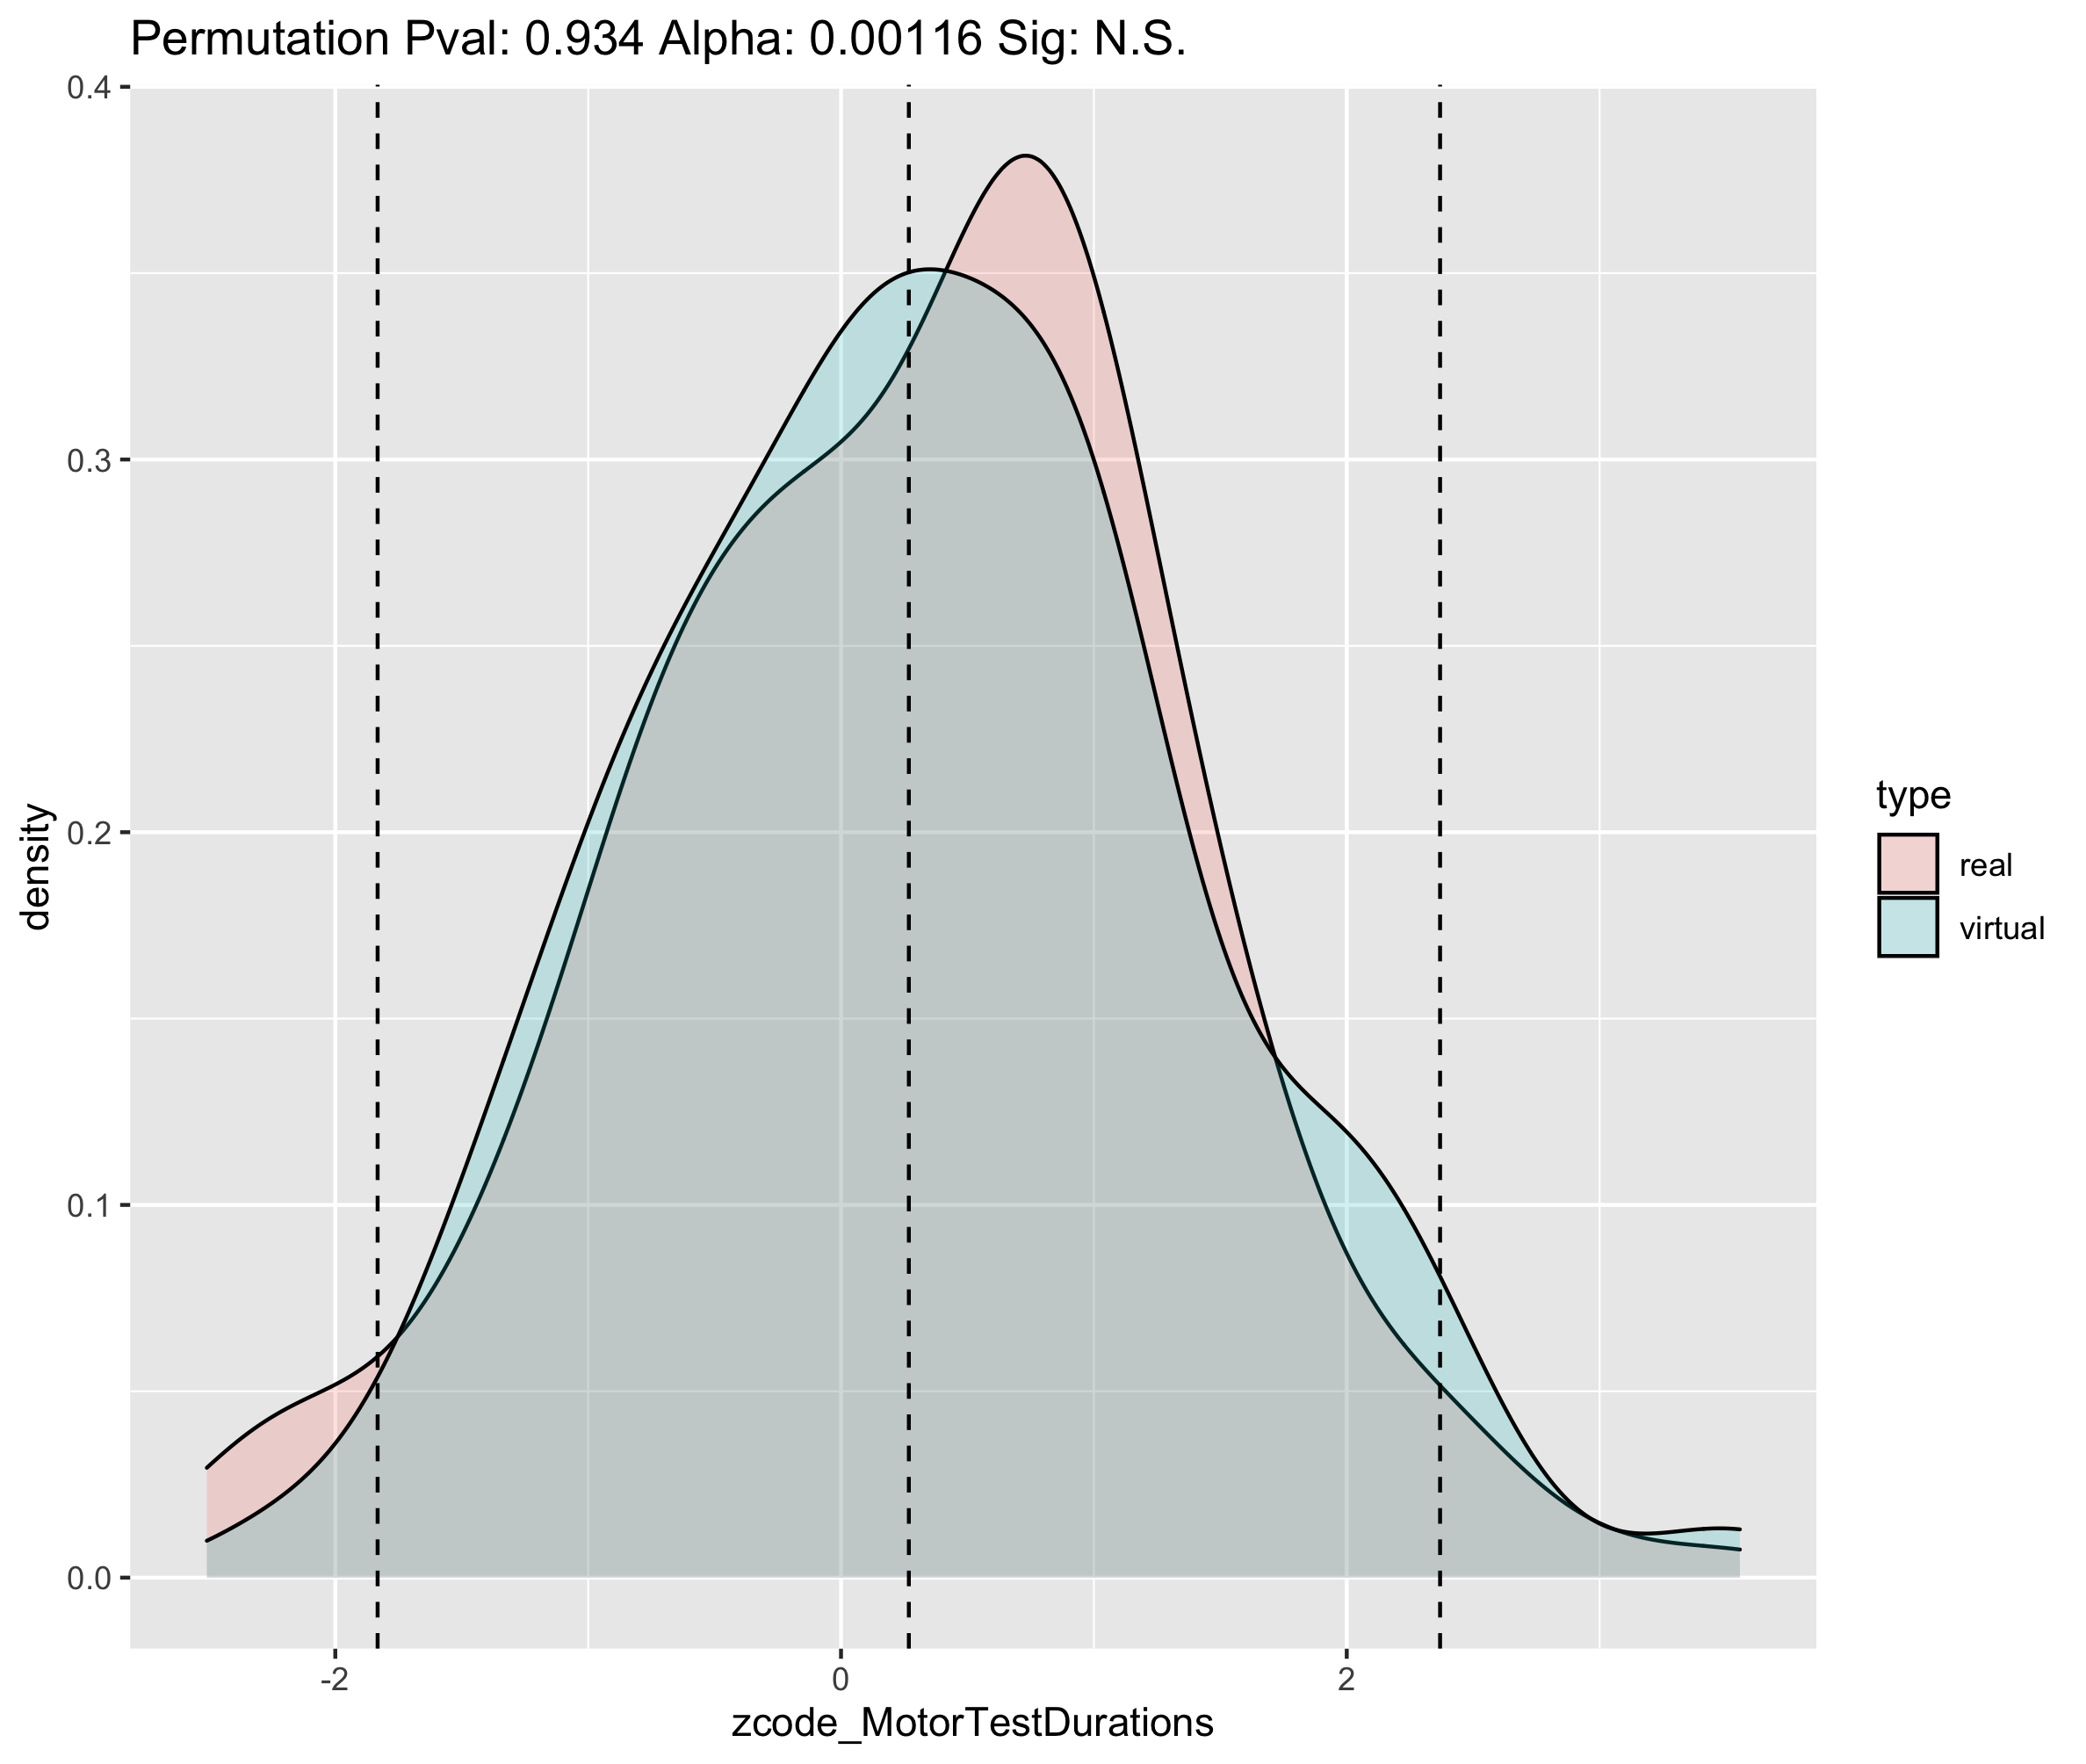 Permutation Pval: 0.934 Alpha: 0.00116 Sig: N.S.
0.4
0.3
0.2
0.1
0.0
density
-2 0 2
zcode_MotorTestDurations
type
real
virtual